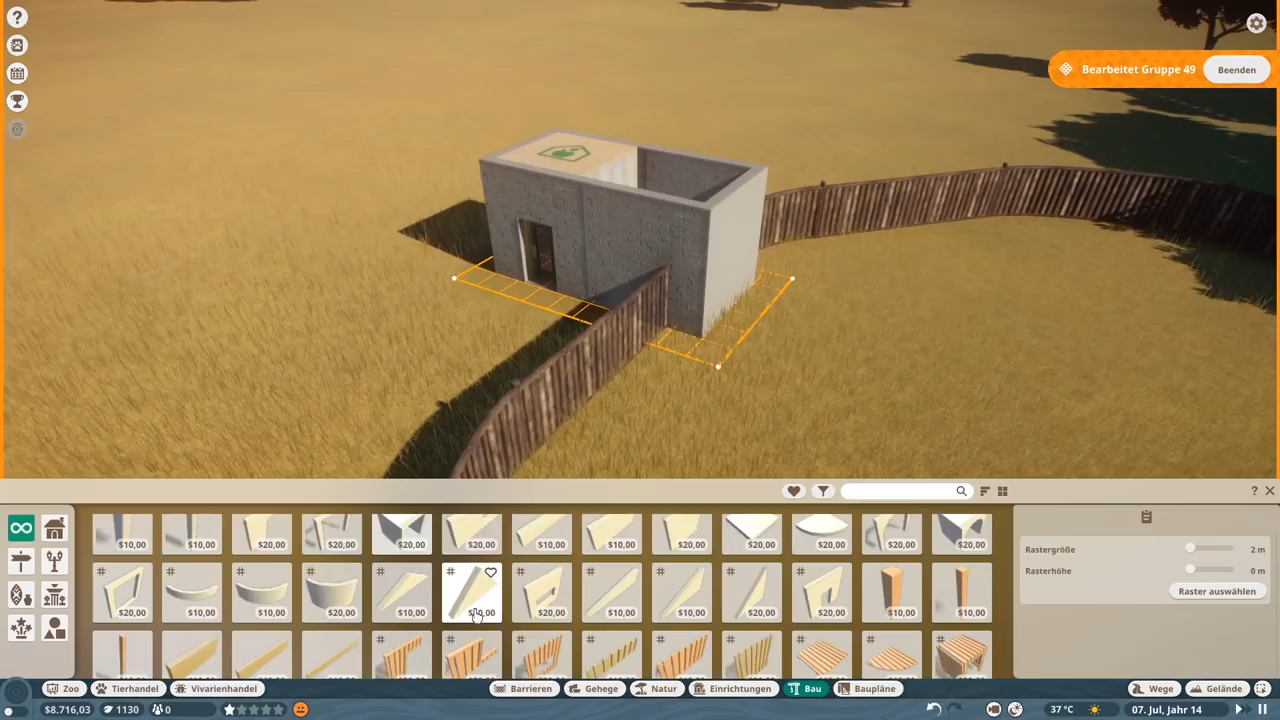 ?
Bearbeitet Gruppe 49
Beenden
? ✕
$10,00 $10,00 $20,00 $20,00 $20,00 $20,00 $10,00 $10,00 $20,00 $20,00 $20,00 $20,00 $20,00
Rastergröße 2 m
Rasterhöhe 0 m
Raster auswählen
$20,00 $10,00 $10,00 $20,00 $10,00 $20,00 $10,00 $10,00 $20,00 $20,00 $10,00 $10,00
Zoo Tierhandel Vivarienhandel Barrieren Gehege Natur Einrichtungen Bau Baupläne Wege Gelände
$8.716,03 1130 0 37 °C 07. Jul, Jahr 14